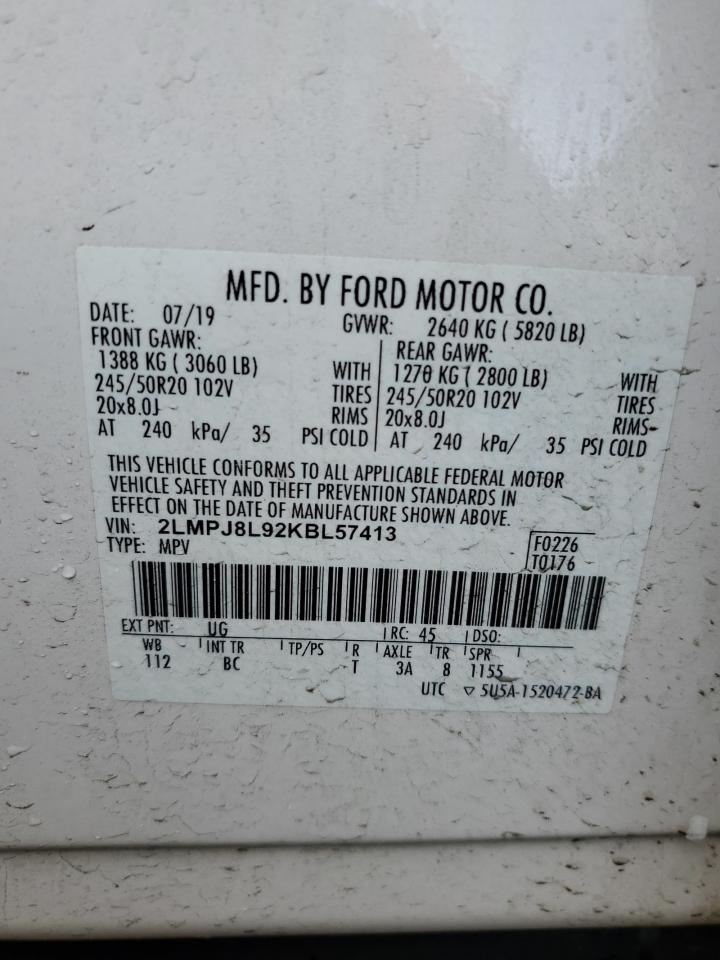 MFD. BY FORD MOTOR CO.
DATE: 07/19 GVWR: 2640 KG ( 5820 LB)
FRONT GAWR: REAR GAWR:
1388 KG ( 3060 LB) WITH 1270 KG ( 2800 LB) WITH
245/50R20 102V TIRES 245/50R20 102V TIRES
20x8.0J RIMS 20x8.0J RIMS
AT 240 kPa/ 35 PSI COLD AT 240 kPa/ 35 PSI COLD
THIS VEHICLE CONFORMS TO ALL APPLICABLE FEDERAL MOTOR
VEHICLE SAFETY AND THEFT PREVENTION STANDARDS IN
EFFECT ON THE DATE OF MANUFACTURE SHOWN ABOVE.
VIN: 2LMPJ8L92KBL57413
TYPE: MPV F0226
T0176
EXT PNT: UG RC: 45 DSO:
WB INT TR TP/PS R AXLE TR SPR
112 BC T 3A 8 1155
UTC ▽ 5U5A-1520472-BA